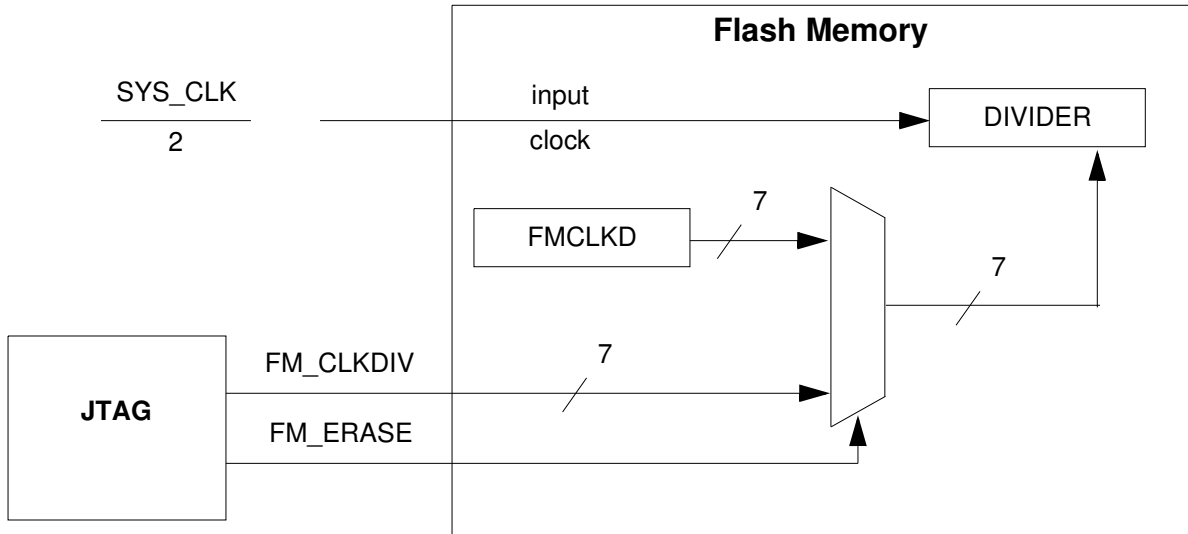 Flash Memory
SYS_CLK
2
input
clock
DIVIDER
7
FMCLKD
7
FM_CLKDIV
7
JTAG
FM_ERASE